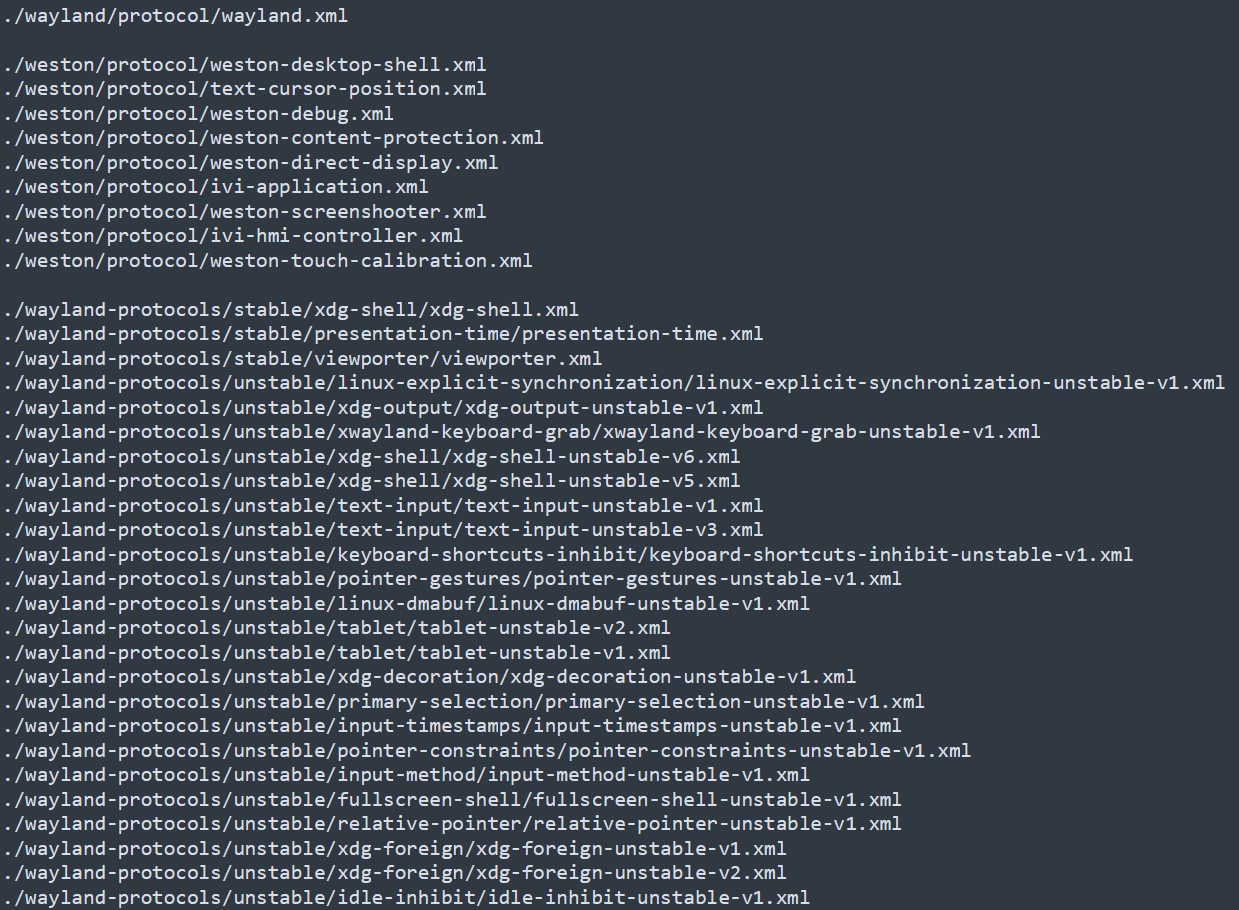 ./wayland/protocol/wayland.xml
./weston/protocol/weston-desktop-shell.xml
./weston/protocol/text-cursor-position.xml
./weston/protocol/weston-debug.xml
./weston/protocol/weston-content-protection.xml
./weston/protocol/weston-direct-display.xml
./weston/protocol/ivi-application.xml
./weston/protocol/weston-screenshooter.xml
./weston/protocol/ivi-hmi-controller.xml
./weston/protocol/weston-touch-calibration.xml
./wayland-protocols/stable/xdg-shell/xdg-shell.xml
./wayland-protocols/stable/presentation-time/presentation-time.xml
./wayland-protocols/stable/viewporter/viewporter.xml
./wayland-protocols/unstable/linux-explicit-synchronization/linux-explicit-synchronization-unstable-v1.xml
./wayland-protocols/unstable/xdg-output/xdg-output-unstable-v1.xml
./wayland-protocols/unstable/xwayland-keyboard-grab/xwayland-keyboard-grab-unstable-v1.xml
./wayland-protocols/unstable/xdg-shell/xdg-shell-unstable-v6.xml
./wayland-protocols/unstable/xdg-shell/xdg-shell-unstable-v5.xml
./wayland-protocols/unstable/text-input/text-input-unstable-v1.xml
./wayland-protocols/unstable/text-input/text-input-unstable-v3.xml
./wayland-protocols/unstable/keyboard-shortcuts-inhibit/keyboard-shortcuts-inhibit-unstable-v1.xml
./wayland-protocols/unstable/pointer-gestures/pointer-gestures-unstable-v1.xml
./wayland-protocols/unstable/linux-dmabuf/linux-dmabuf-unstable-v1.xml
./wayland-protocols/unstable/tablet/tablet-unstable-v2.xml
./wayland-protocols/unstable/tablet/tablet-unstable-v1.xml
./wayland-protocols/unstable/xdg-decoration/xdg-decoration-unstable-v1.xml
./wayland-protocols/unstable/primary-selection/primary-selection-unstable-v1.xml
./wayland-protocols/unstable/input-timestamps/input-timestamps-unstable-v1.xml
./wayland-protocols/unstable/pointer-constraints/pointer-constraints-unstable-v1.xml
./wayland-protocols/unstable/input-method/input-method-unstable-v1.xml
./wayland-protocols/unstable/fullscreen-shell/fullscreen-shell-unstable-v1.xml
./wayland-protocols/unstable/relative-pointer/relative-pointer-unstable-v1.xml
./wayland-protocols/unstable/xdg-foreign/xdg-foreign-unstable-v1.xml
./wayland-protocols/unstable/xdg-foreign/xdg-foreign-unstable-v2.xml
./wayland-protocols/unstable/idle-inhibit/idle-inhibit-unstable-v1.xml